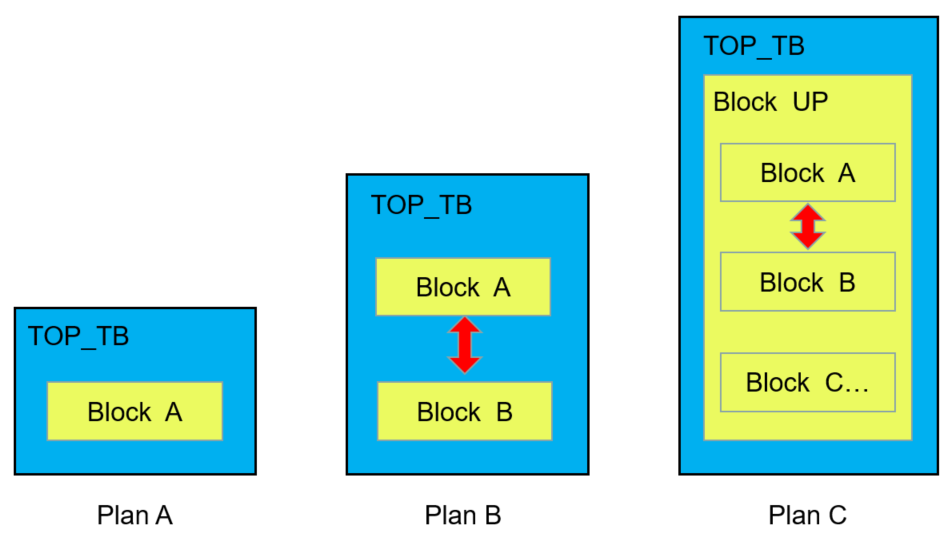 TOP_TB
Block A
Plan A
TOP_TB
Block A
Block B
Plan B
TOP_TB
Block UP
Block A
Block B
Block C...
Plan C